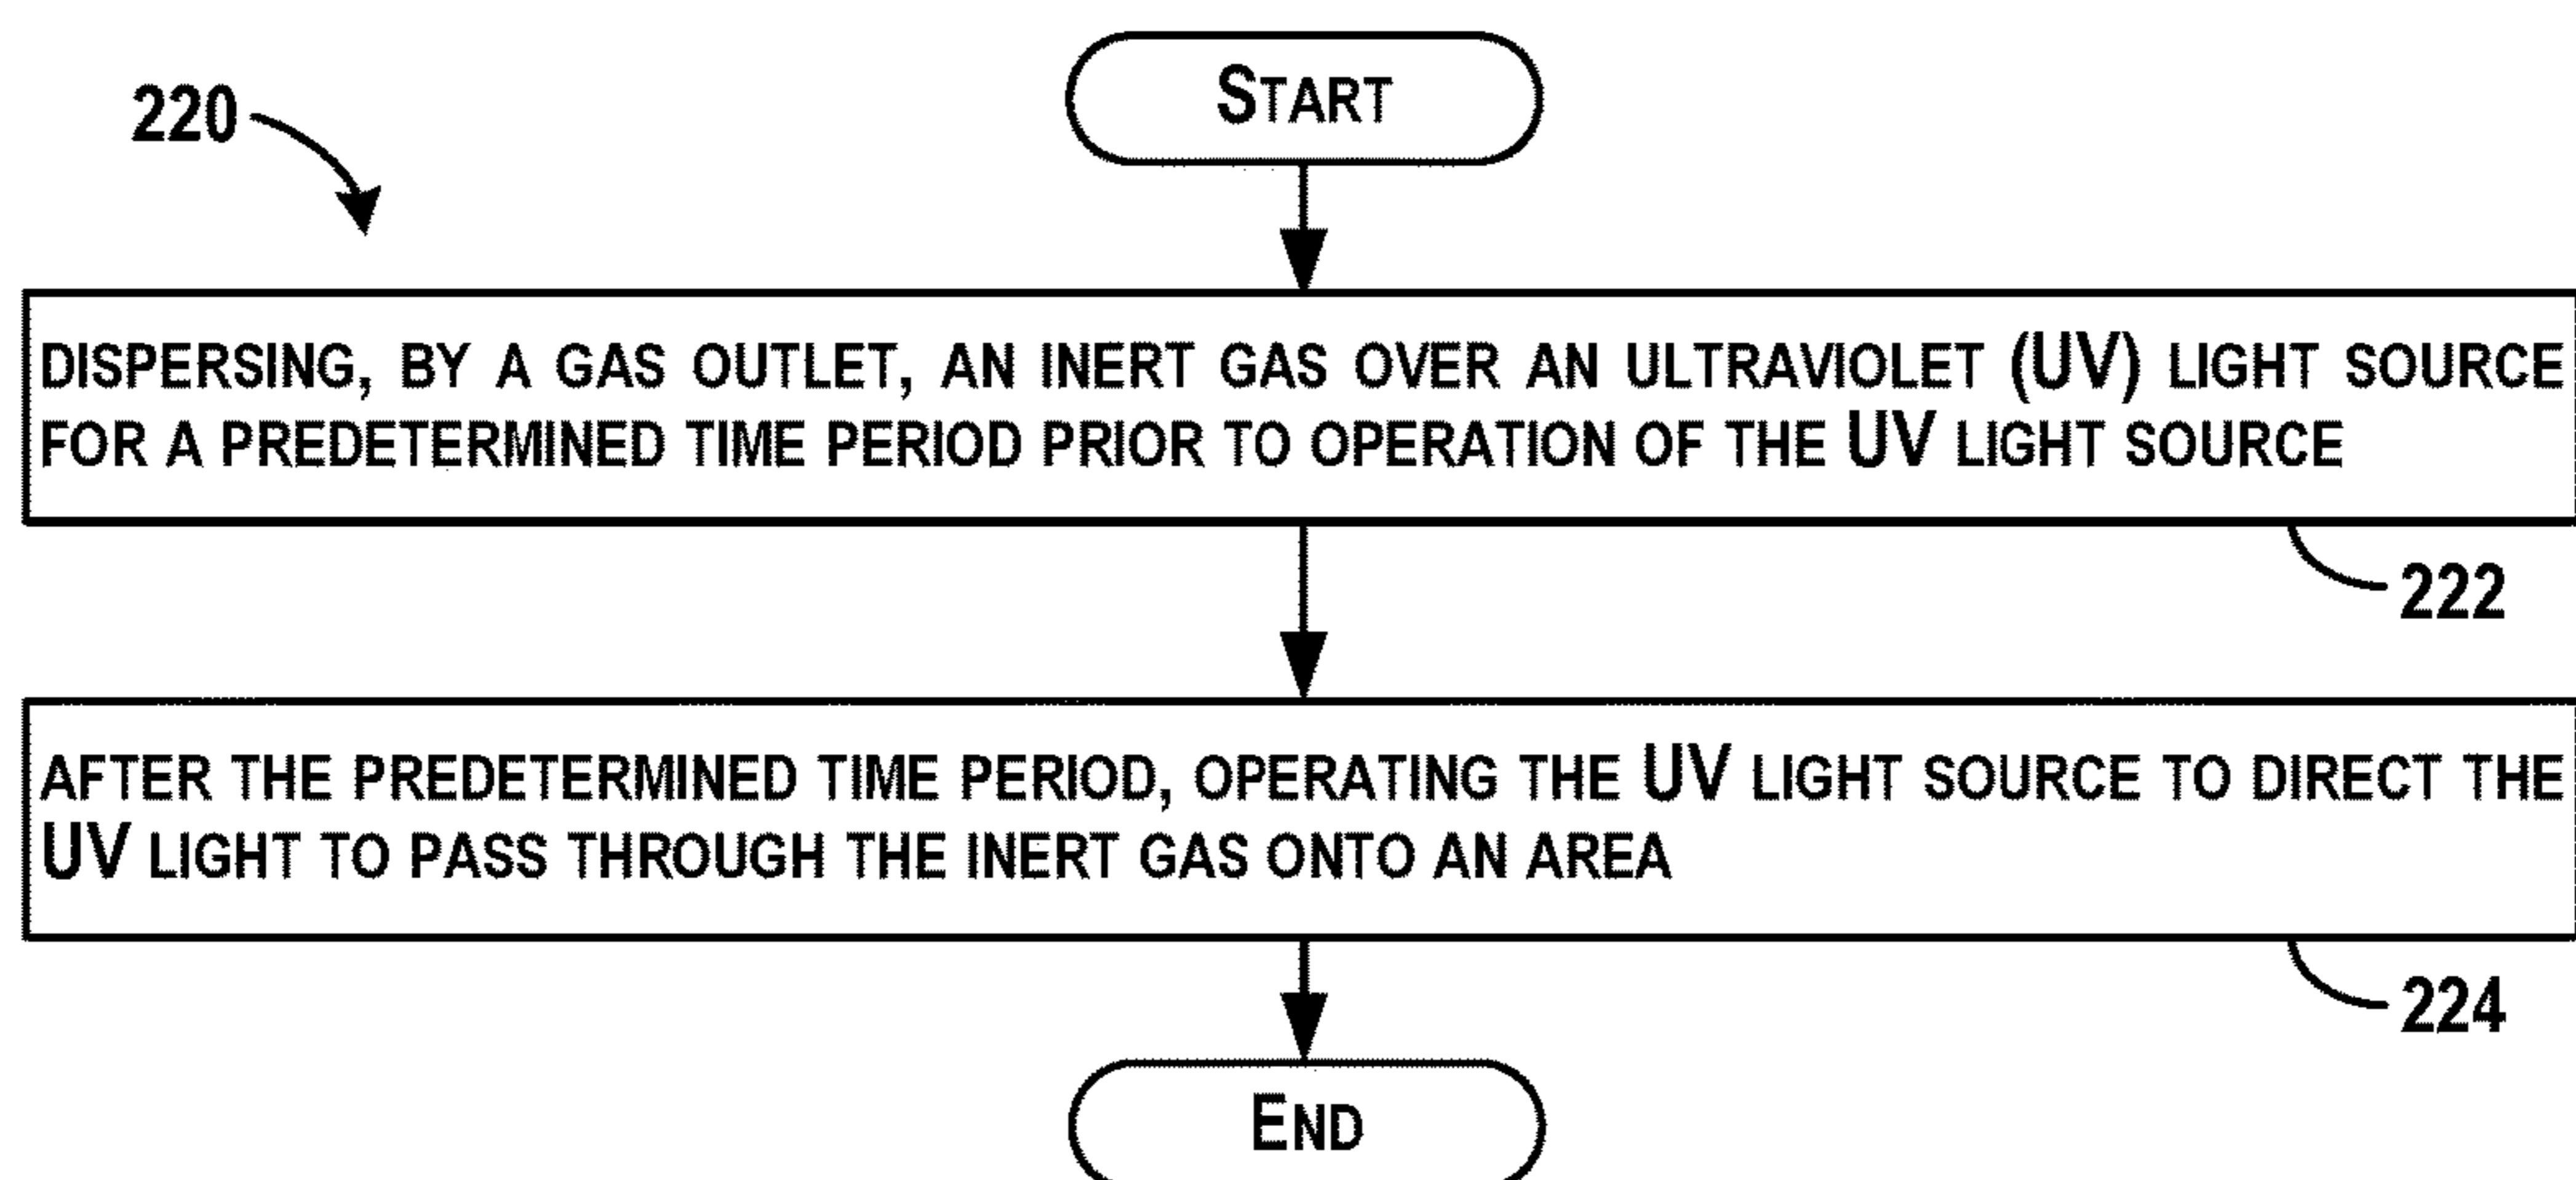 START
220
DISPERSING, BY A GAS OUTLET, AN INERT GAS OVER AN ULTRAVIOLET (UV) LIGHT SOURCE
FOR A PREDETERMINED TIME PERIOD PRIOR TO OPERATION OF THE UV LIGHT SOURCE
222
AFTER THE PREDETERMINED TIME PERIOD, OPERATING THE UV LIGHT SOURCE TO DIRECT THE
UV LIGHT TO PASS THROUGH THE INERT GAS ONTO AN AREA
224
END